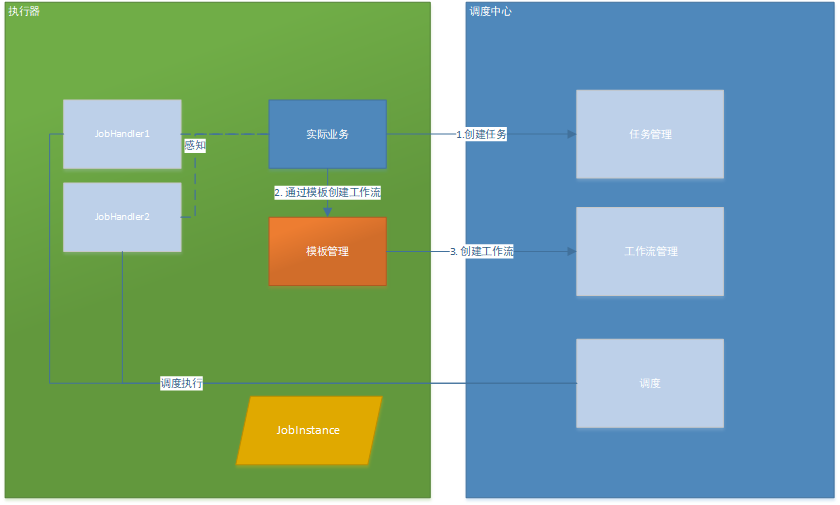 执行器
调度中心
JobHandler1
实际业务
1.创建任务
任务管理
感知
2. 通过模板创建工作流
JobHandler2
模板管理
3. 创建工作流
工作流管理
调度执行
调度
JobInstance